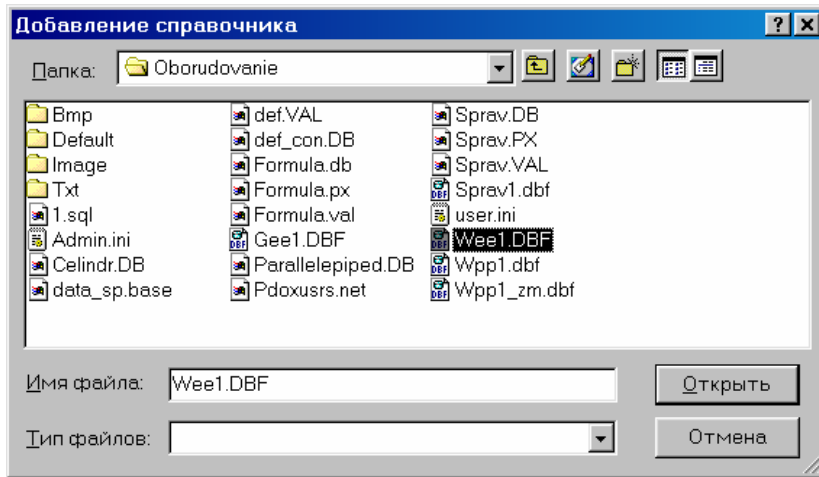 Добавление справочника
Папка: Oborudovanie
Bmp def.VAL Sprav.DB
Default def_con.DB Sprav.PX
Image Formula.db Sprav.VAL
Txt Formula.px Sprav1.dbf
1.sql Formula.val user.ini
Admin.ini Gee1.DBF Wee1.DBF
Celindr.DB Parallelepiped.DB Wpp1.dbf
data_sp.base Pdoxusrs.net Wpp1_zm.dbf
Имя файла: Wee1.DBF Открыть
Тип файлов: Отмена